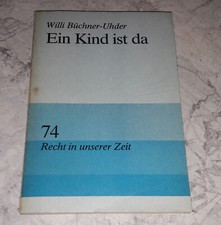 Willi Büchner-Uhder
Ein Kind ist da
74
Recht in unserer Zeit